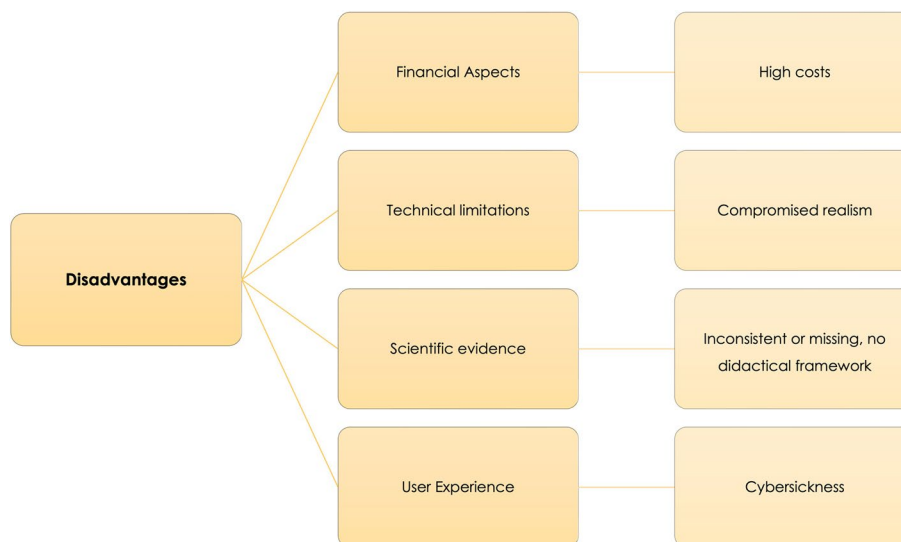 Disadvantages
Financial Aspects
High costs
Technical limitations
Compromised realism
Scientific evidence
Inconsistent or missing, no
didactical framework
User Experience
Cybersickness